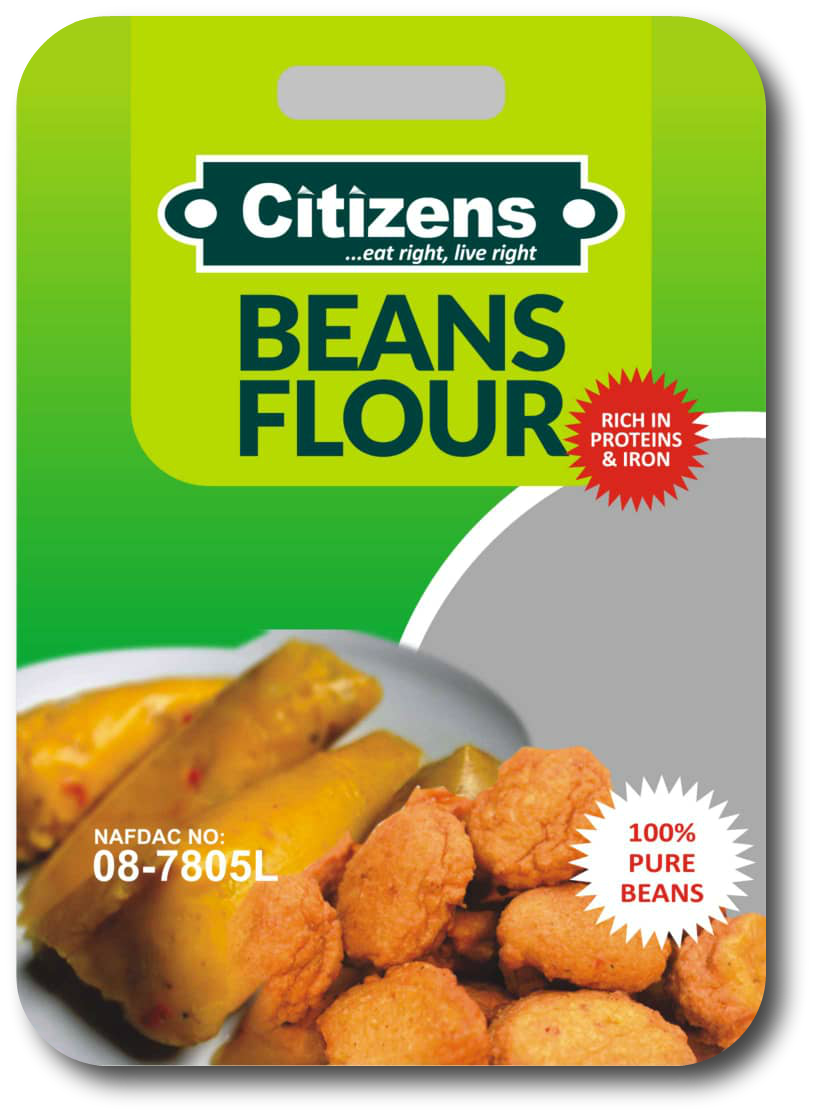 Citizens
...eat right, live right
BEANS
FLOUR
RICH IN
PROTEINS
& IRON
NAFDAC NO:
08-7805L
100%
PURE
BEANS